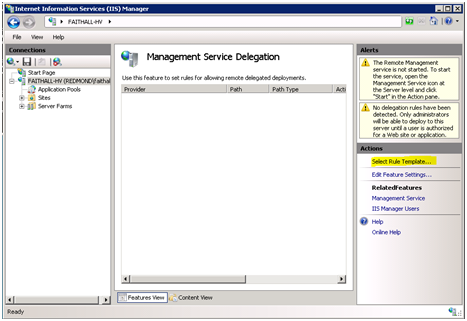 Internet Information Services (IIS) Manager
FAITHALL-HV
File View Help
Connections
Start Page
FAITHALL-HV (REDMOND\faithal
Application Pools
Sites
Server Farms
Management Service Delegation
Use this feature to set rules for allowing remote delegated deployments.
Provider Path Path Type Acti
Alerts
The Remote Management
service is not started. To start
the service, open the
Management Service icon at
the Server level and click
"Start" in the Action pane.
No delegation rules have been
detected. Only administrators
will be able to deploy to this
server until a user is authorized
for a Web site or application.
Actions
Select Rule Template...
Edit Feature Settings...
Related Features
Management Service
IIS Manager Users
Help
Online Help
Features View Content View
Ready